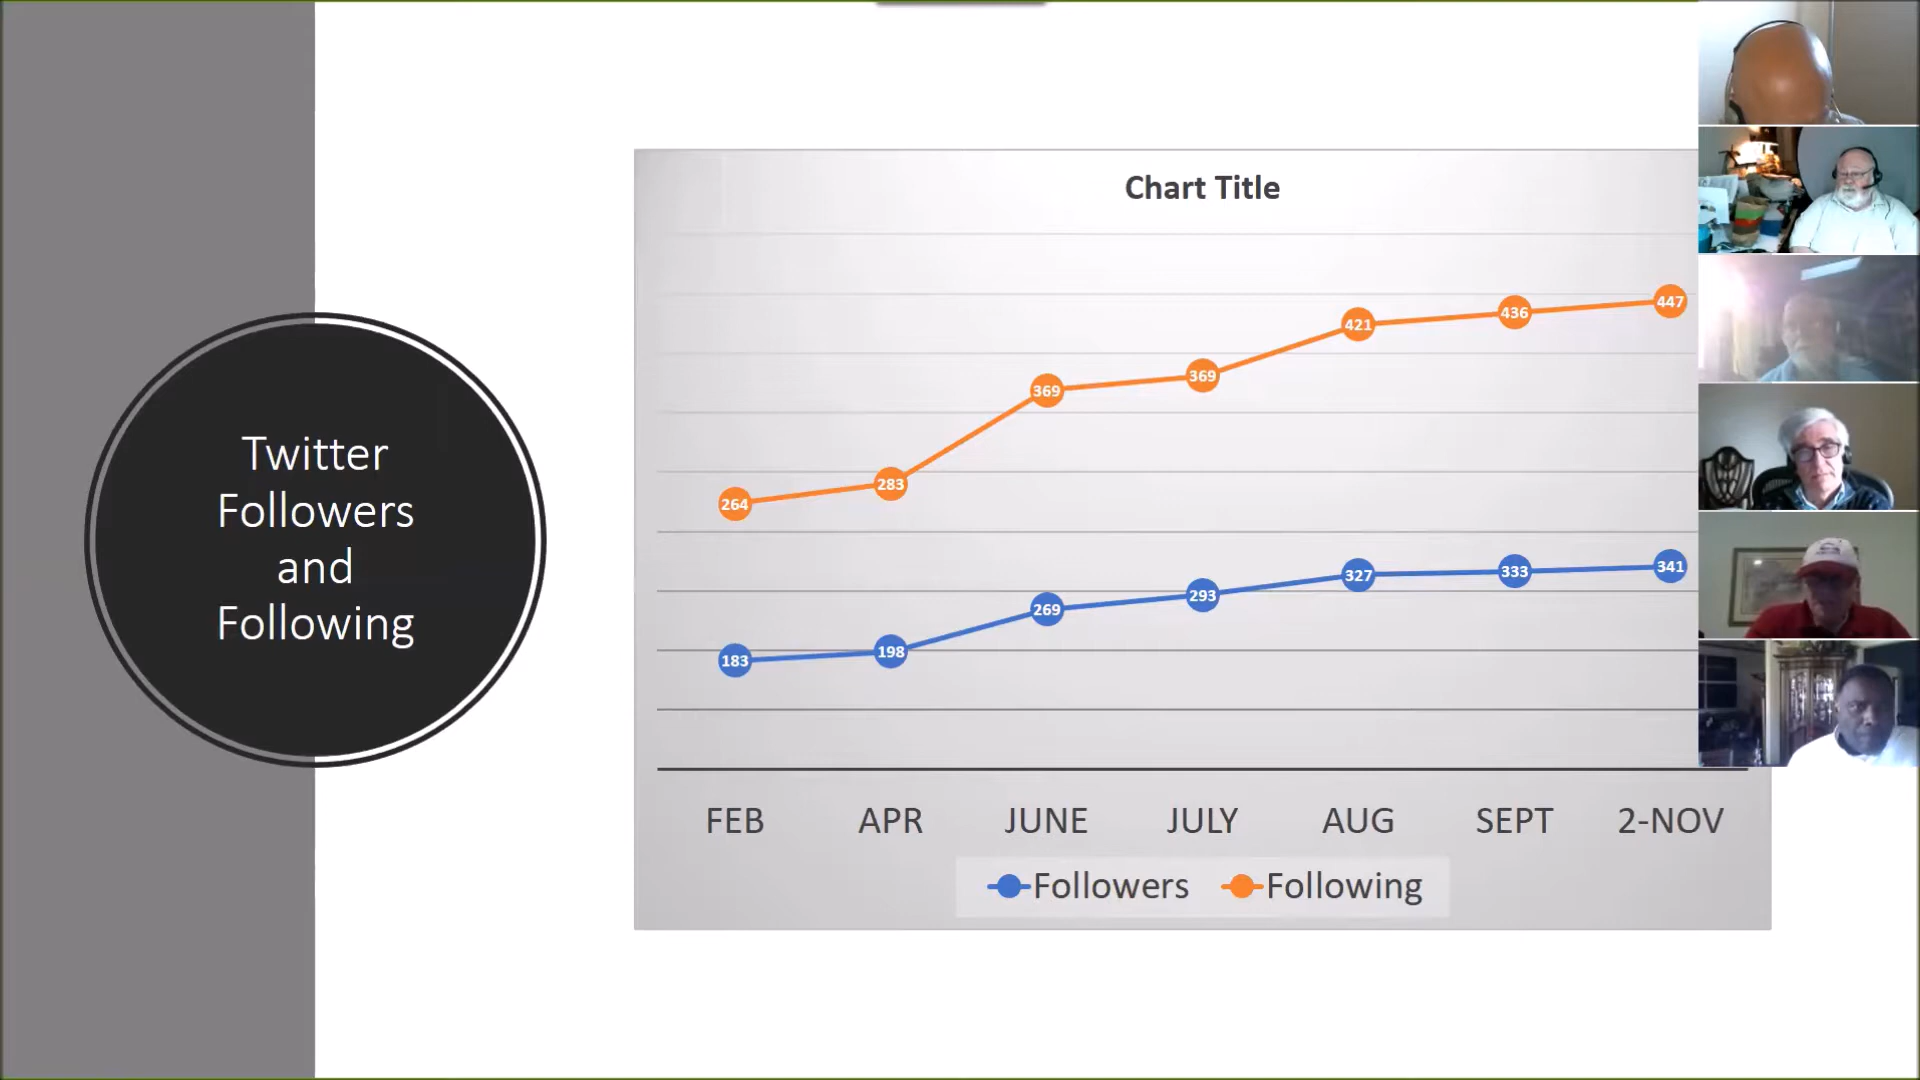 Twitter
Followers
and
Following
Chart Title
264 283 369 369 421 436 447
183 198 269 293 327 333 341
FEB APR JUNE JULY AUG SEPT 2-NOV
Followers Following